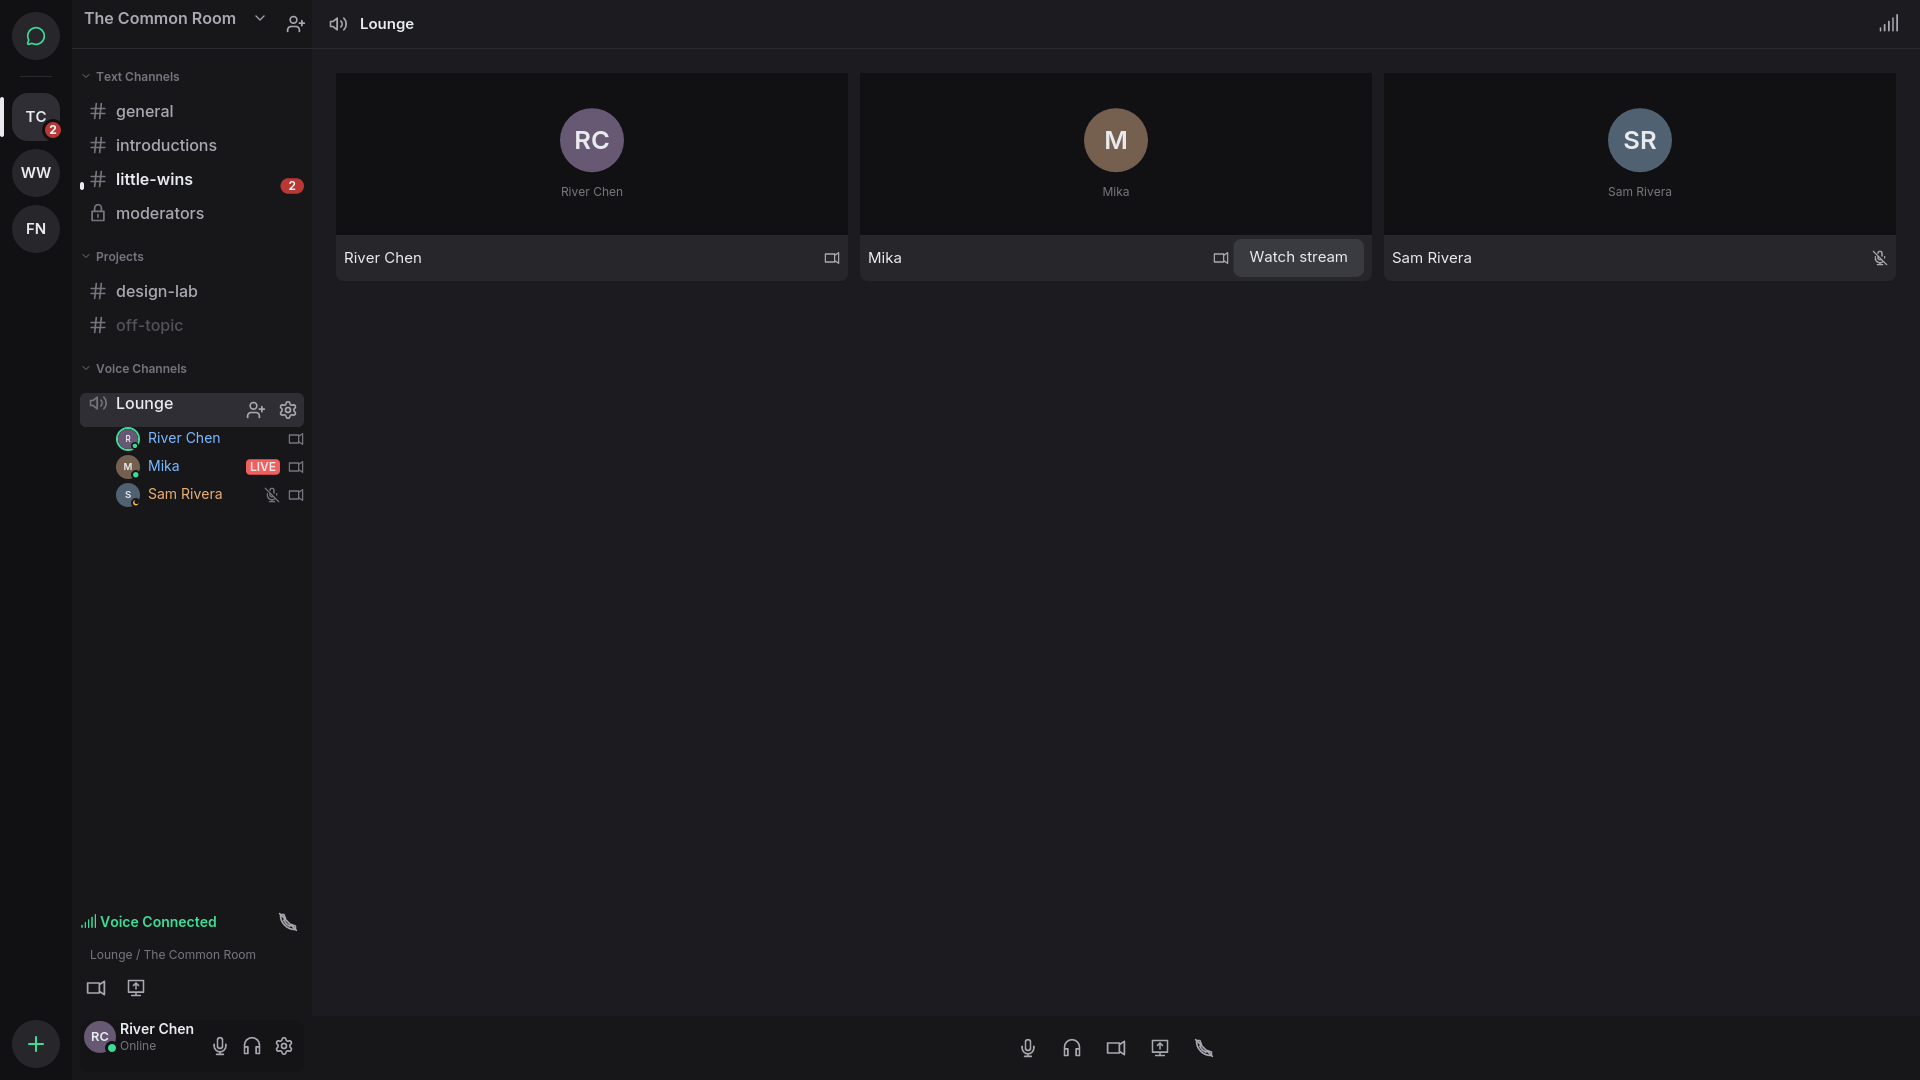 TC
2
WW
FN
The Common Room
Text Channels
general
introductions
little-wins
2
moderators
Projects
design-lab
off-topic
Voice Channels
Lounge
R
River Chen
M
Mika
LIVE
S
Sam Rivera
Voice Connected
Lounge / The Common Room
RC
River Chen
Online
Lounge
RC
River Chen
River Chen
M
Mika
Mika
Watch stream
SR
Sam Rivera
Sam Rivera